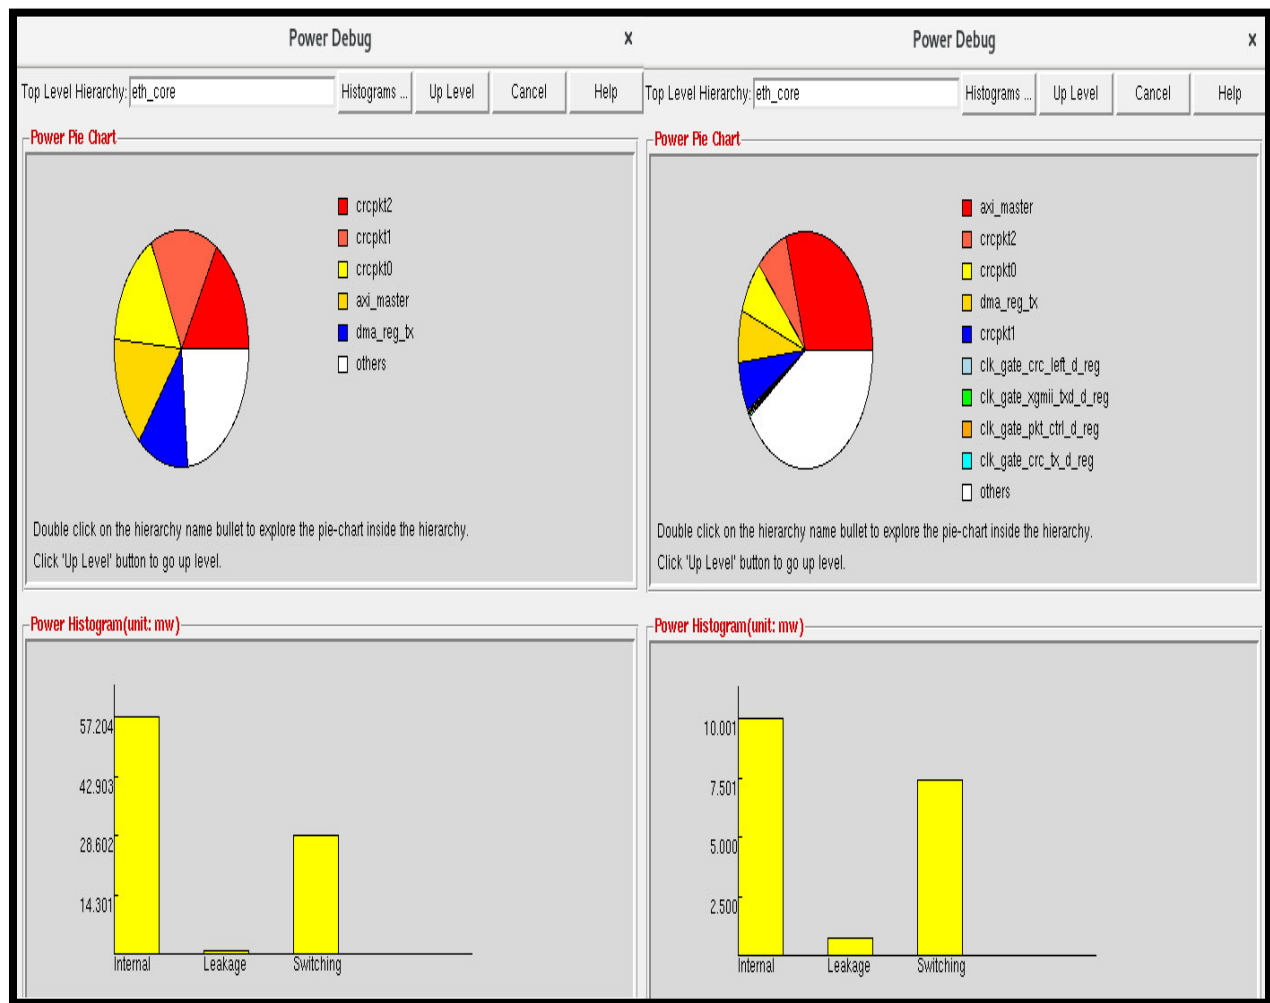 Power Debug
x
Top Level Hierarchy: eth_core
Histograms ...
Up Level
Cancel
Help
Power Pie Chart
crcpkt2
crcpkt1
crcpkt0
axi_master
dma_reg_tx
others
Double click on the hierarchy name bullet to explore the pie-chart inside the hierarchy.
Click 'Up Level' button to go up level.
Power Histogram(unit: mw)
57.204
42.903
28.602
14.301
Internal Leakage Switching
Power Debug
x
Top Level Hierarchy: eth_core
Histograms ...
Up Level
Cancel
Help
Power Pie Chart
axi_master
crcpkt2
crcpkt0
dma_reg_tx
crcpkt1
clk_gate_crc_left_d_reg
clk_gate_xgmii_txd_d_reg
clk_gate_pkt_ctrl_d_reg
clk_gate_crc_tx_d_reg
others
Double click on the hierarchy name bullet to explore the pie-chart inside the hierarchy.
Click 'Up Level' button to go up level.
Power Histogram(unit: mw)
10.001
7.501
5.000
2.500
Internal Leakage Switching